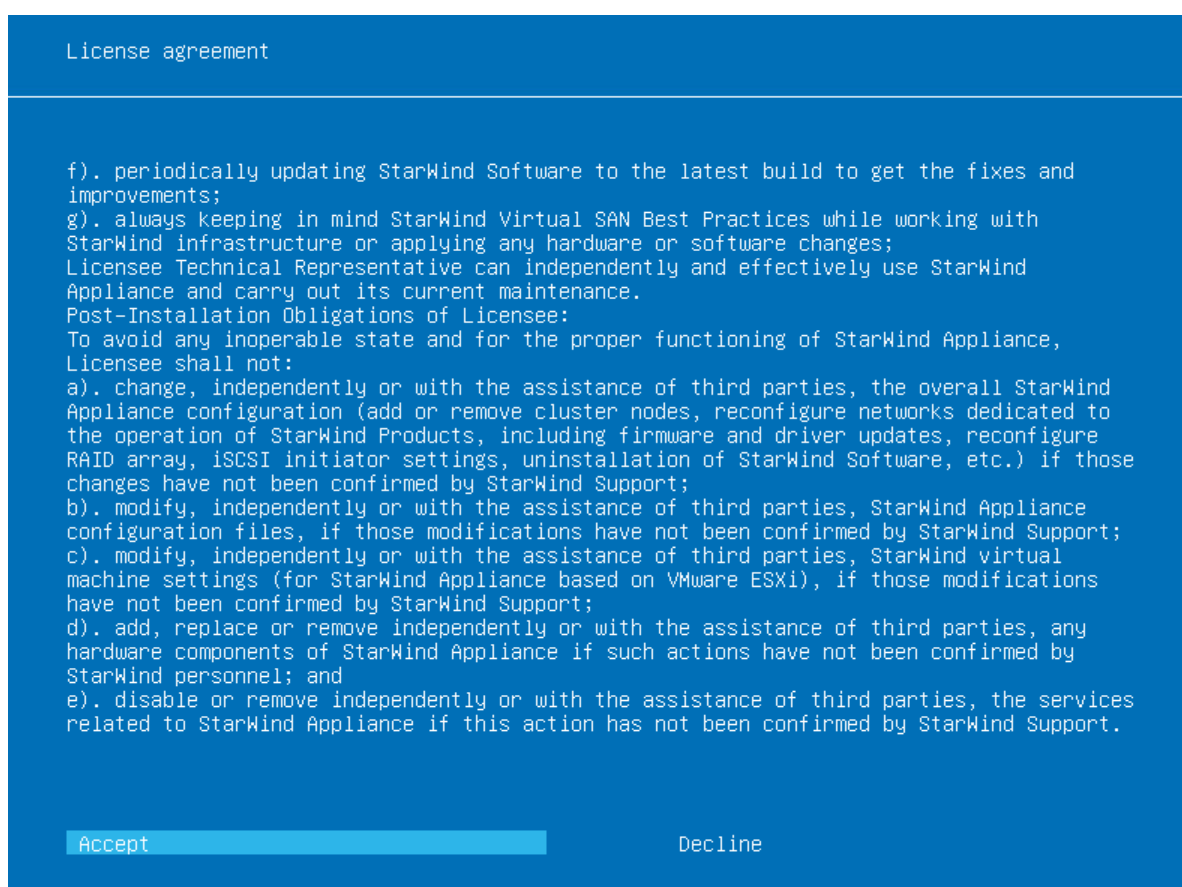 License agreement
f). periodically updating StarWind Software to the latest build to get the fixes and
improvements;
g). always keeping in mind StarWind Virtual SAN Best Practices while working with
StarWind infrastructure or applying any hardware or software changes;
Licensee Technical Representative can independently and effectively use StarWind
Appliance and carry out its current maintenance.
Post-Installation Obligations of Licensee:
To avoid any inoperable state and for the proper functioning of StarWind Appliance,
Licensee shall not:
a). change, independently or with the assistance of third parties, the overall StarWind
Appliance configuration (add or remove cluster nodes, reconfigure networks dedicated to
the operation of StarWind Products, including firmware and driver updates, reconfigure
RAID array, iSCSI initiator settings, uninstallation of StarWind Software, etc.) if those
changes have not been confirmed by StarWind Support;
b). modify, independently or with the assistance of third parties, StarWind Appliance
configuration files, if those modifications have not been confirmed by StarWind Support;
c). modify, independently or with the assistance of third parties, StarWind virtual
machine settings (for StarWind Appliance based on VMware ESXi), if those modifications
have not been confirmed by StarWind Support;
d). add, replace or remove independently or with the assistance of third parties, any
hardware components of StarWind Appliance if such actions have not been confirmed by
StarWind personnel; and
e). disable or remove independently or with the assistance of third parties, the services
related to StarWind Appliance if this action has not been confirmed by StarWind Support.
Accept Decline